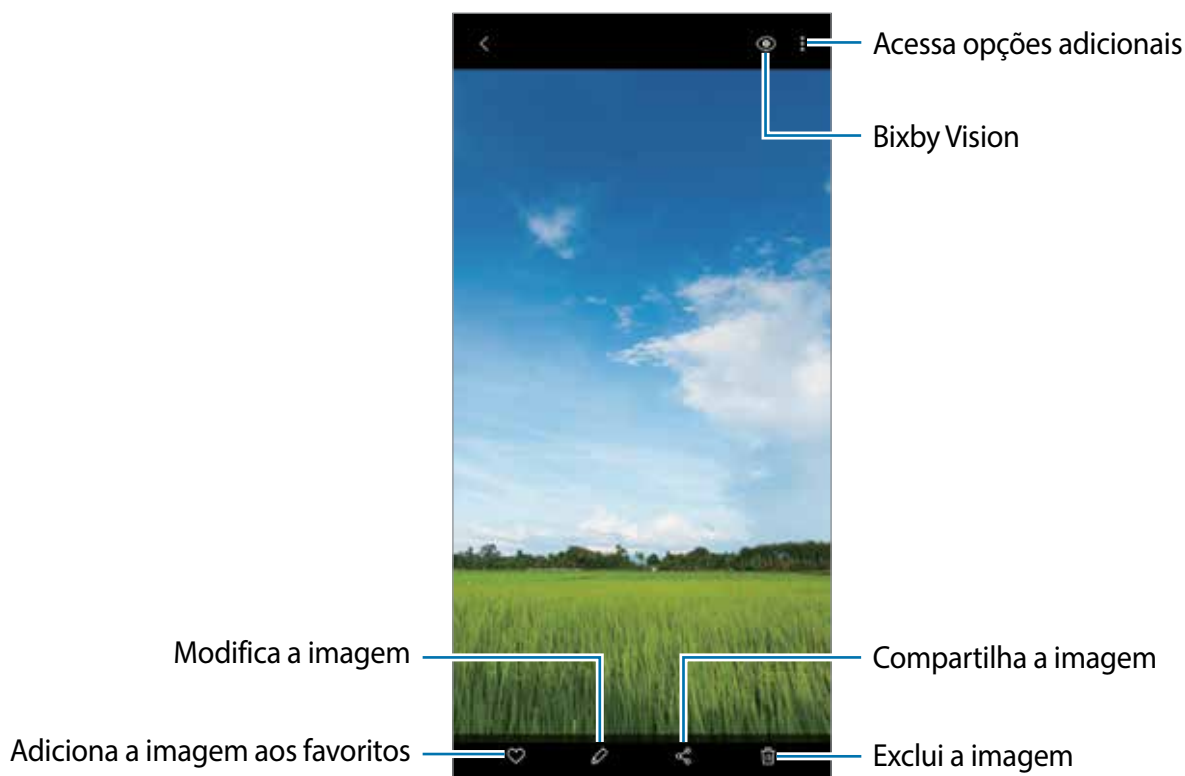 Acessa opções adicionais
Bixby Vision
Modifica a imagem
Compartilha a imagem
Adiciona a imagem aos favoritos
Exclui a imagem